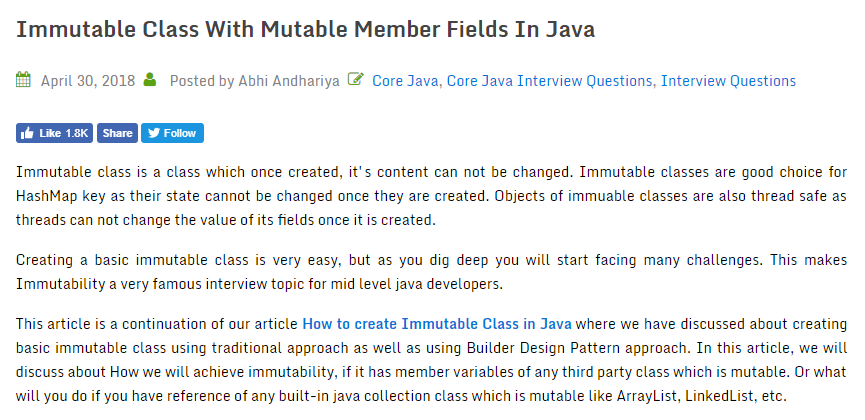 Immutable Class With Mutable Member Fields In Java
April 30, 2018 Posted by Abhi Andhariya Core Java, Core Java Interview Questions, Interview Questions
Like 1.8K Share Follow
Immutable class is a class which once created, it's content can not be changed. Immutable classes are good choice for
HashMap key as their state cannot be changed once they are created. Objects of immuable classes are also thread safe as
threads can not change the value of its fields once it is created.
Creating a basic immutable class is very easy, but as you dig deep you will start facing many challenges. This makes
Immutability a very famous interview topic for mid level java developers.
This article is a continuation of our article How to create Immutable Class in Java where we have discussed about creating
basic immutable class using traditional approach as well as using Builder Design Pattern approach. In this article, we will
discuss about How we will achieve immutability, if it has member variables of any third party class which is mutable. Or what
will you do if you have reference of any built-in java collection class which is mutable like ArrayList, LinkedList, etc.